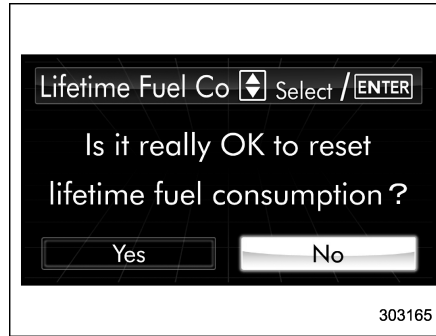 Lifetime Fuel Co Select / ENTER
Is it really OK to reset
lifetime fuel consumption?
Yes No
303165